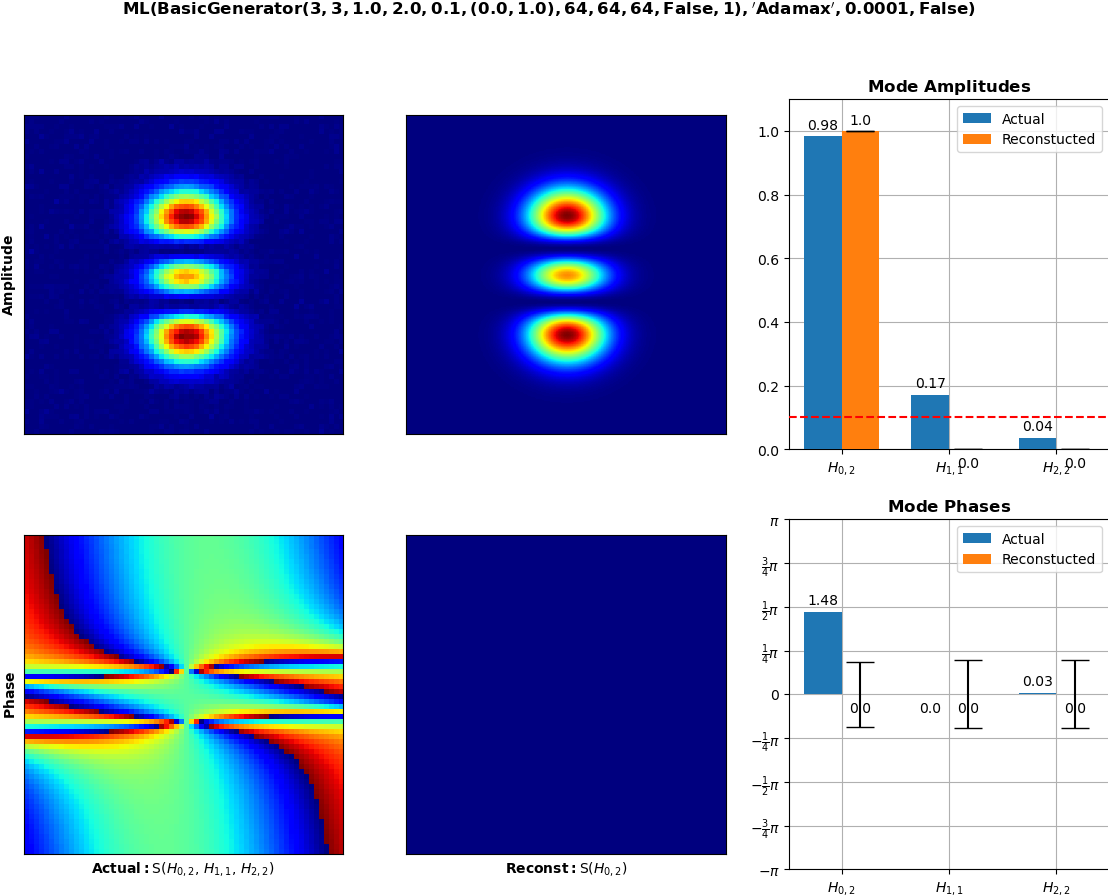 ML(BasicGenerator(3, 3, 1.0, 2.0, 0.1, (0.0, 1.0), 64, 64, 64, False, 1), ′Adamax′, 0.0001, False)
Amplitude
Mode Amplitudes
Actual
Reconstucted
1.0
0.8
0.6
0.4
0.2
0.0
0.98
1.0
0.17
0.0
0.04
0.0
H0,2
H1,1
H2,2
Phase
Actual: S(H0,2, H1,1, H2,2)
Reconst: S(H0,2)
Mode Phases
Actual
Reconstucted
π
3/4π
1/2π
1/4π
0
−1/4π
−1/2π
−3/4π
−π
1.48
0.0
0.0
0.0
0.03
0.0
H0,2
H1,1
H2,2